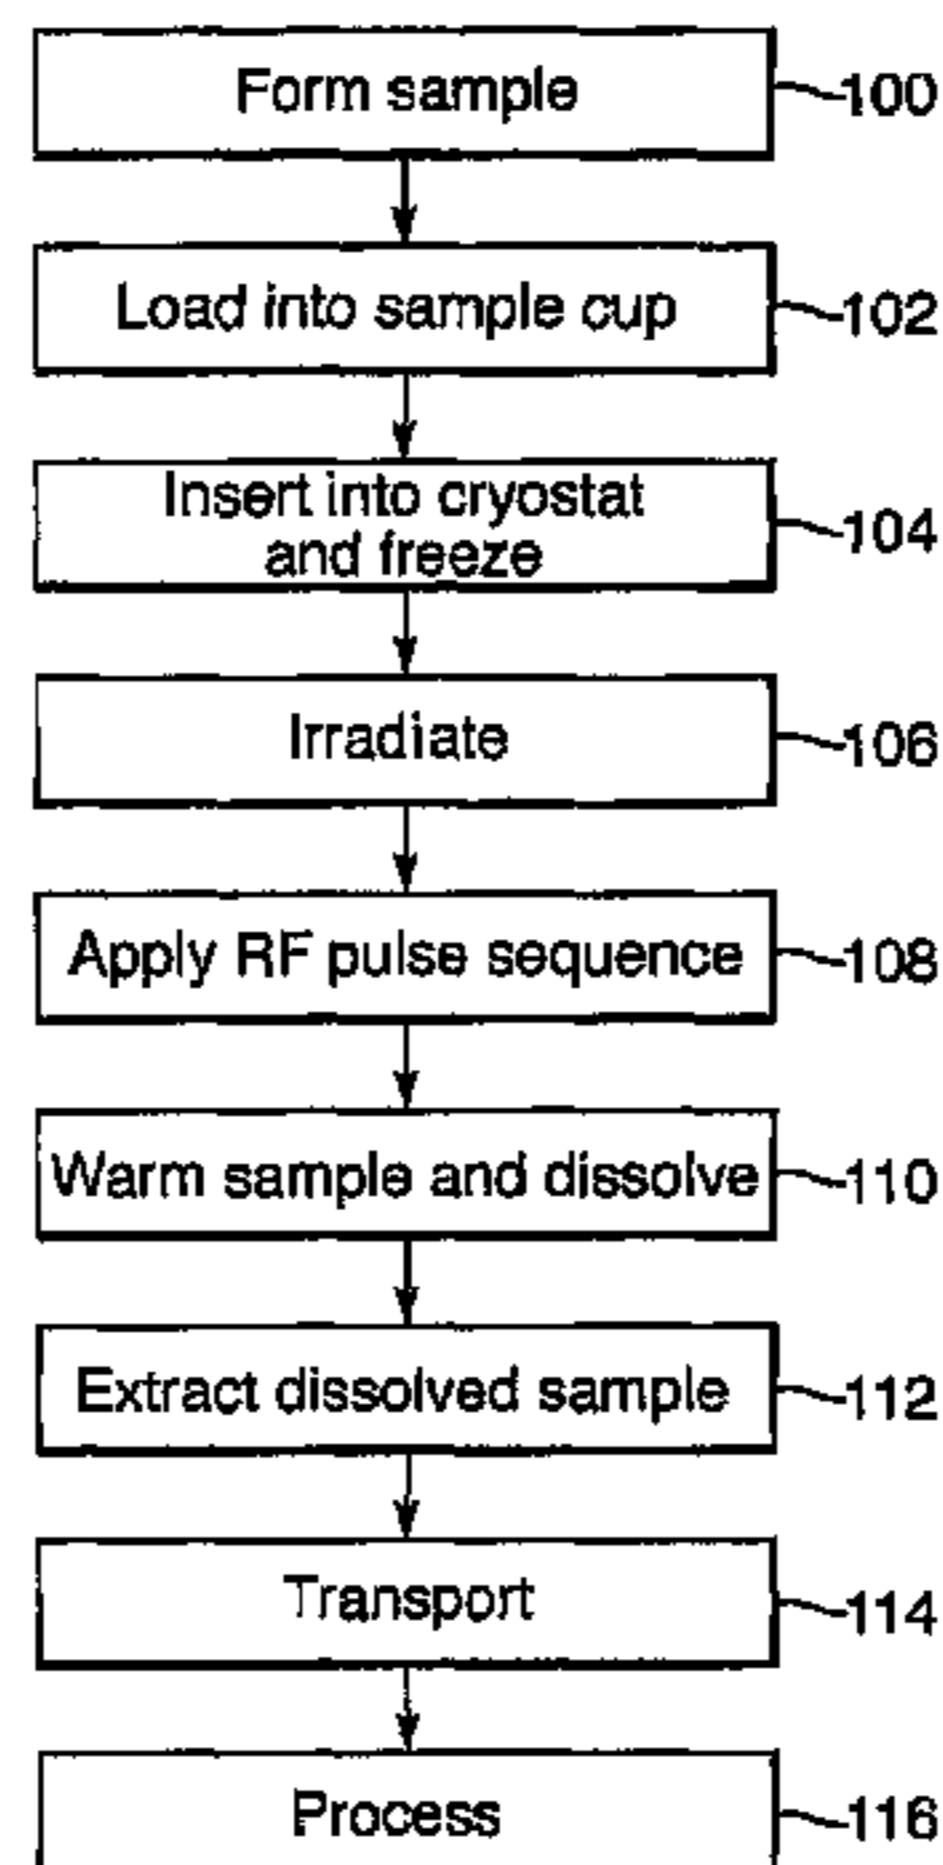 Form sample
100
Load into sample cup
102
Insert into cryostat
and freeze
104
Irradiate
106
Apply RF pulse sequence
108
Warm sample and dissolve
110
Extract dissolved sample
112
Transport
114
Process
116